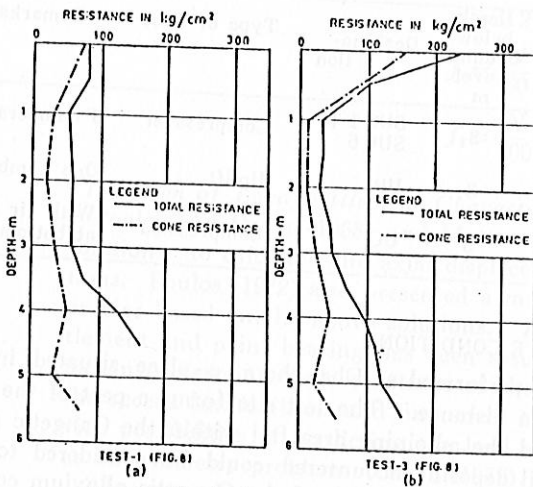 RESISTANCE IN kg/cm²
0 100 200 300
1
2
3
4
5
6
DEPTH-m
LEGEND
TOTAL RESISTANCE
CONE RESISTANCE
TEST-1 (FIG.8)
(a)
RESISTANCE IN kg/cm²
0 100 200 300
1
2
3
4
5
6
DEPTH-m
LEGEND
TOTAL RESISTANCE
CONE RESISTANCE
TEST-3 (FIG.8)
(b)